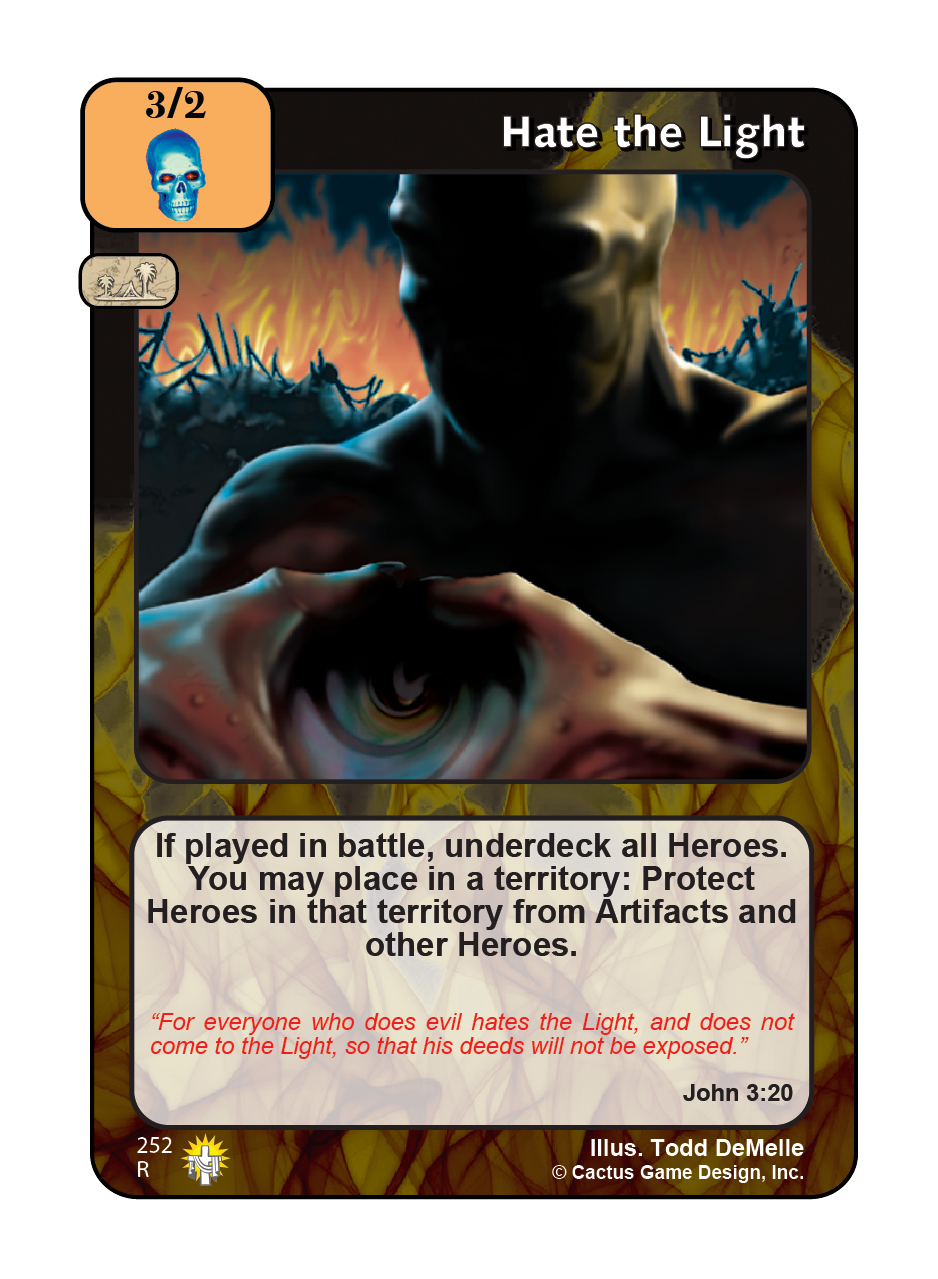 3/2
Hate the Light
If played in battle, underdeck all Heroes.
You may place in a territory: Protect
Heroes in that territory from Artifacts and
other Heroes.
“For everyone who does evil hates the Light, and does not
come to the Light, so that his deeds will not be exposed.”
John 3:20
252
R
Illus. Todd DeMelle
© Cactus Game Design, Inc.